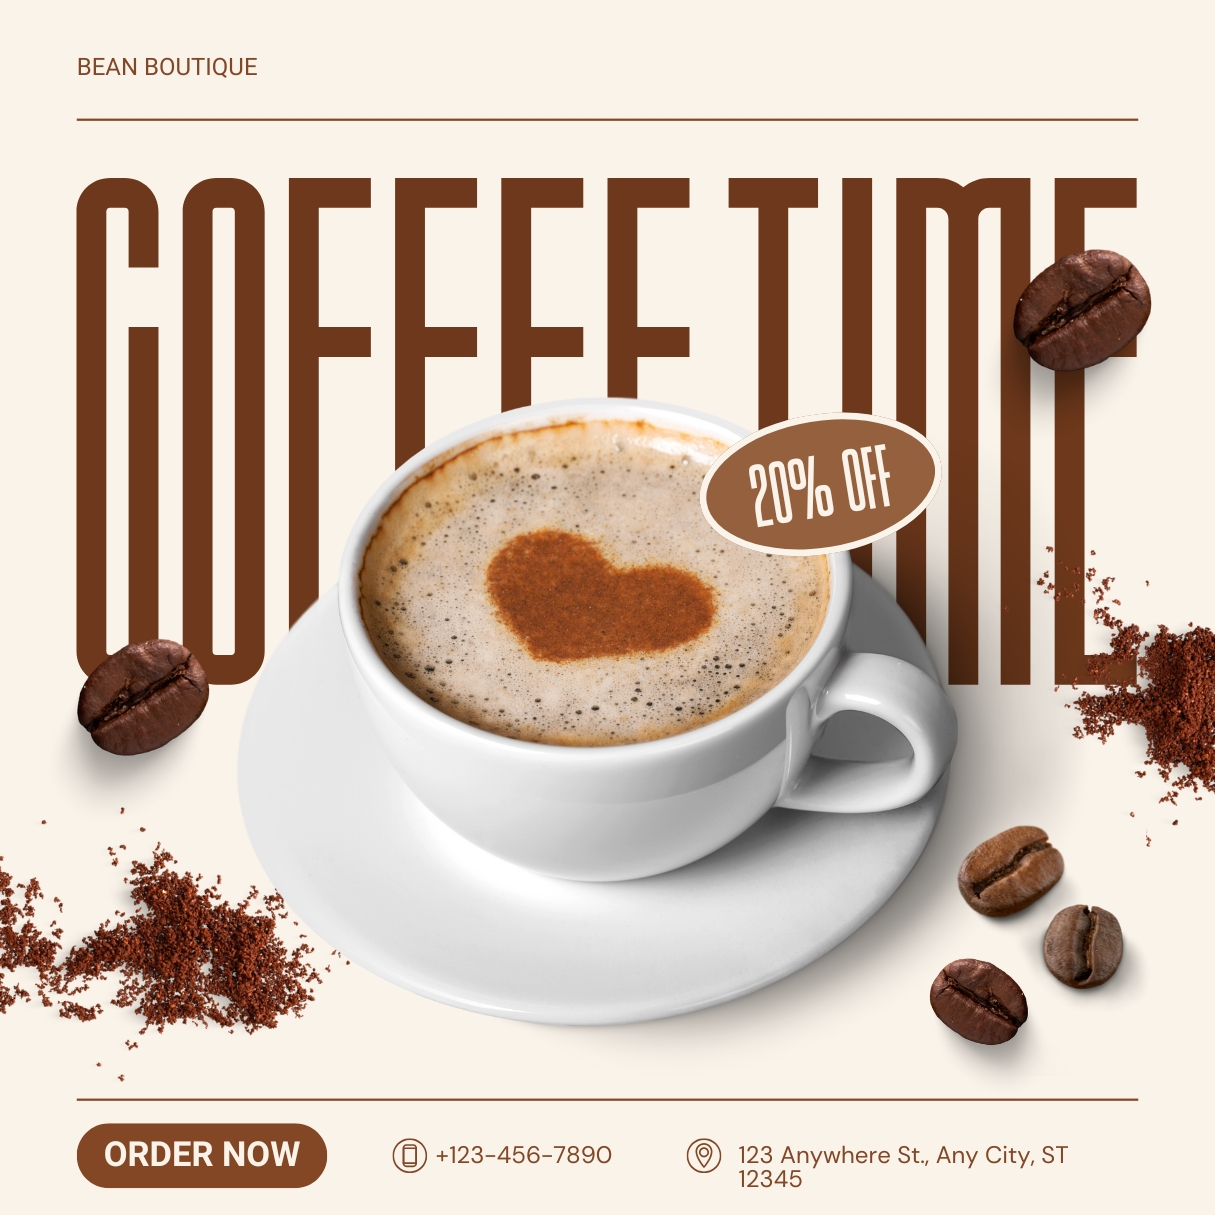 BEAN BOUTIQUE
COFFEE TIME
20% OFF
ORDER NOW
+123-456-7890
123 Anywhere St., Any City, ST
12345